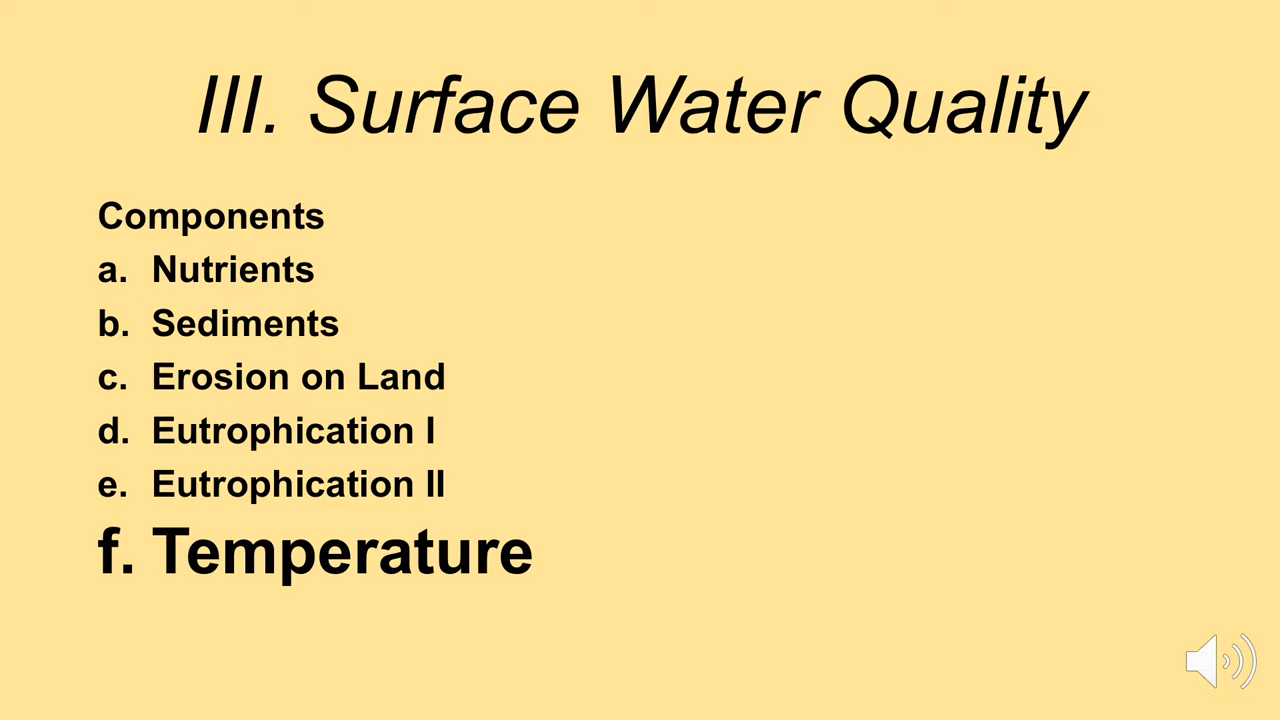 III. Surface Water Quality
Components
a. Nutrients
b. Sediments
c. Erosion on Land
d. Eutrophication I
e. Eutrophication II
f. Temperature